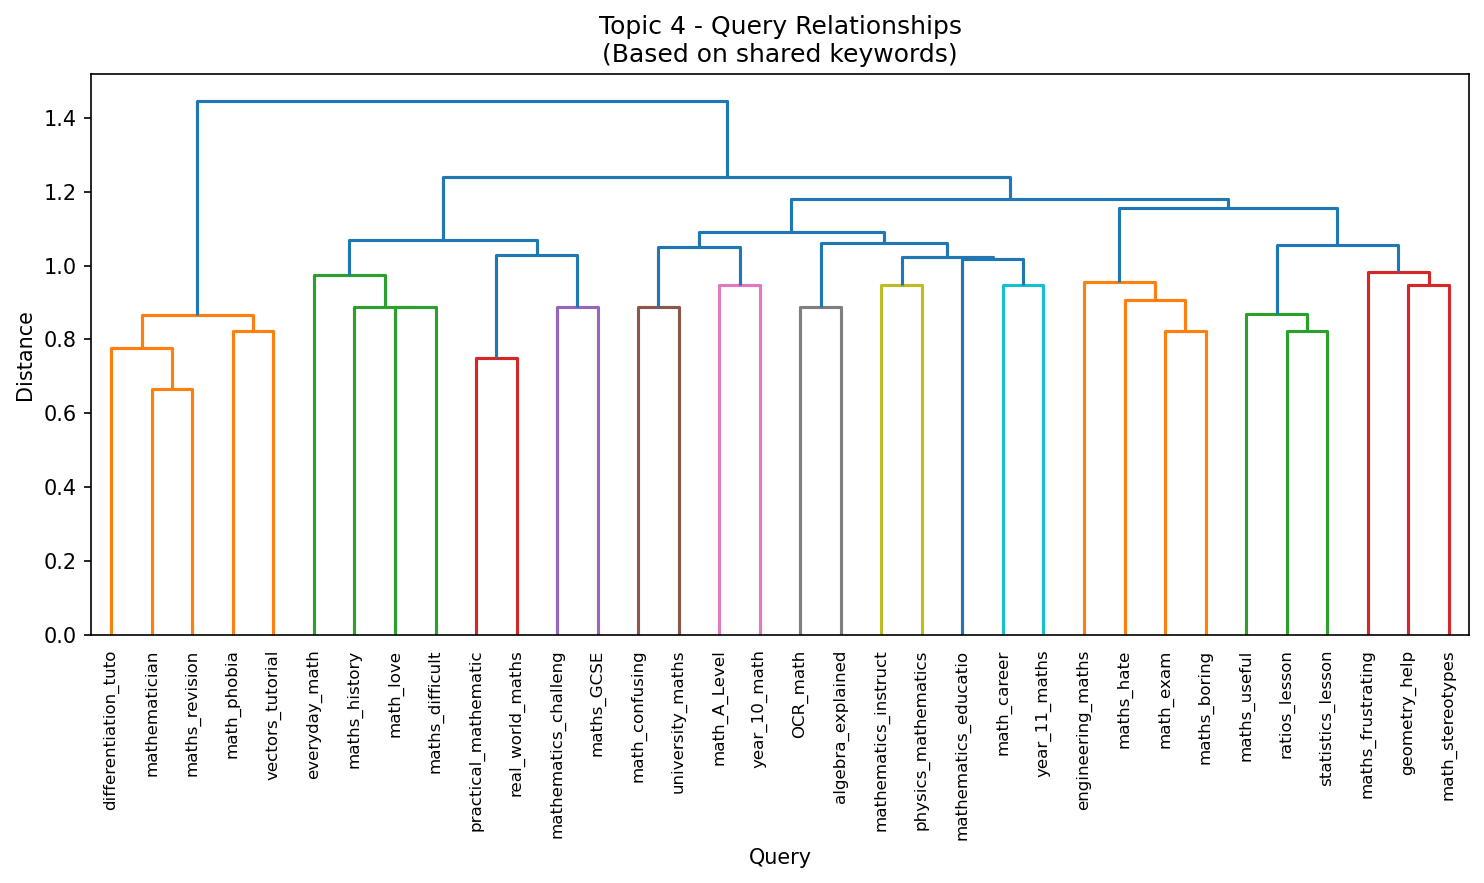 Topic 4 - Query Relationships
(Based on shared keywords)
Distance
1.4
1.2
1.0
0.8
0.6
0.4
0.2
0.0
differentiation_tuto
mathematician
maths_revision
math_phobia
vectors_tutorial
everyday_math
maths_history
math_love
maths_difficult
practical_mathematic
real_world_maths
mathematics_challeng
maths_GCSE
math_confusing
university_maths
math_A_Level
year_10_math
OCR_math
algebra_explained
mathematics_instruct
physics_mathematics
mathematics_educatio
math_career
year_11_maths
engineering_maths
maths_hate
math_exam
maths_boring
maths_useful
ratios_lesson
statistics_lesson
maths_frustrating
geometry_help
math_stereotypes
Query